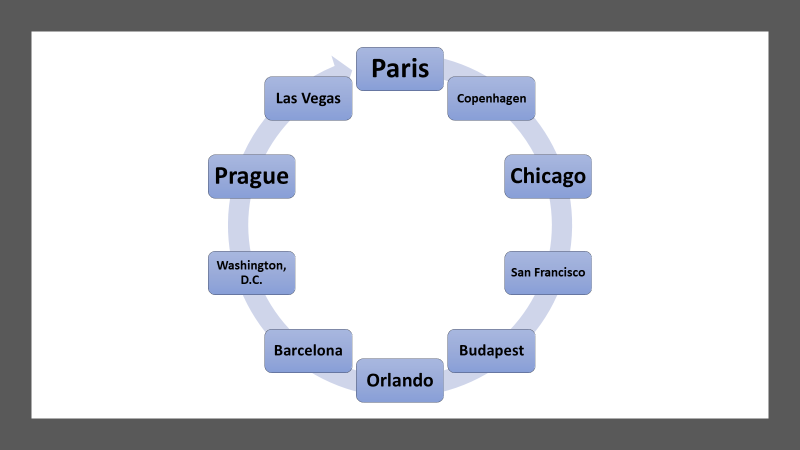 Paris
Copenhagen
Chicago
San Francisco
Budapest
Orlando
Barcelona
Washington,
D.C.
Prague
Las Vegas